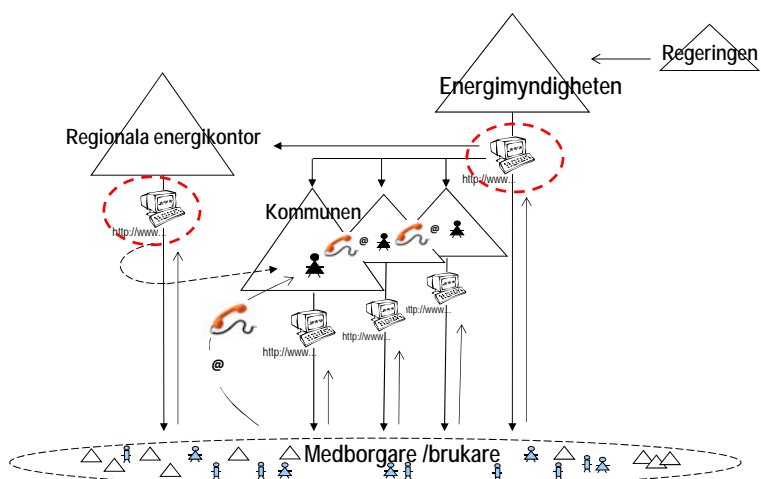 Regeringen
Energimyndigheten
Regionala energikontor
http://www...
http://www...
Kommunen
@
@
http://www...
http://www...
http://www...
@
Medborgare /brukare